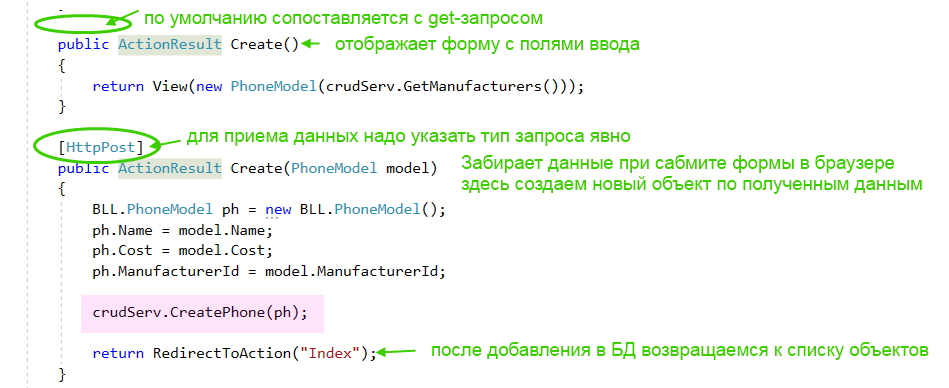 по умолчанию сопоставляется с get-запросом
public ActionResult Create() отображает форму с полями ввода
{
return View(new PhoneModel(crudServ.GetManufacturers()));
}
[HttpPost] для приема данных надо указать тип запроса явно
public ActionResult Create(PhoneModel model) Забирает данные при сабмите формы в браузере
{ здесь создаем новый объект по полученным данным
BLL.PhoneModel ph = new BLL.PhoneModel();
ph.Name = model.Name;
ph.Cost = model.Cost;
ph.ManufacturerId = model.ManufacturerId;
crudServ.CreatePhone(ph);
return RedirectToAction("Index"); после добавления в БД возвращаемся к списку объектов
}